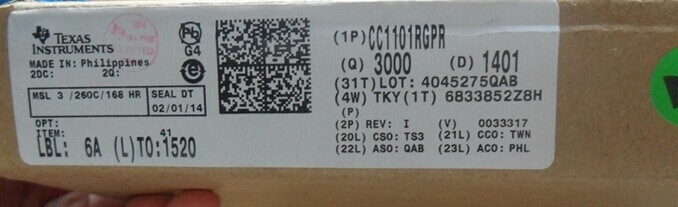 TEXAS
INSTRUMENTS
MADE IN: Philippines
2DC: 2Q:
Pb
G4
e
MSL 3 /260C/168 HR
SEAL DT
02/01/14
OPT:
ITEM: 41
LBL: 6A (L)TO:1520
(1P) CC1101RGPR
(Q) 3000 (D) 1401
(31T) LOT: 4045275QAB
(4W) TKY(1T) 6833852Z8H
(P)
(2P) REV: I (V) 0033317
(20L) CSO: TS3 (21L) CCO: TWN
(22L) ASO: QAB (23L) ACO: PHL